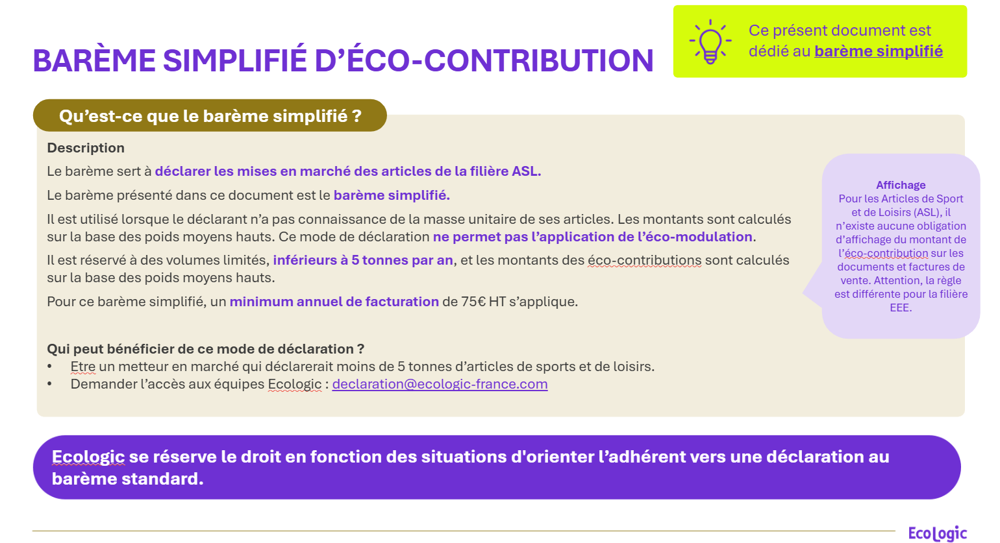 BARÈME SIMPLIFIÉ D’ÉCO-CONTRIBUTION
Ce présent document est
dédié au barème simplifié
Qu’est-ce que le barème simplifié ?
Description
Le barème sert à déclarer les mises en marché des articles de la filière ASL.
Le barème présenté dans ce document est le barème simplifié.
Il est utilisé lorsque le déclarant n’a pas connaissance de la masse unitaire de ses articles. Les montants sont calculés
sur la base des poids moyens hauts. Ce mode de déclaration ne permet pas l’application de l’éco-modulation.
Il est réservé à des volumes limités, inférieurs à 5 tonnes par an, et les montants des éco-contributions sont calculés
sur la base des poids moyens hauts.
Pour ce barème simplifié, un minimum annuel de facturation de 75€ HT s’applique.
Qui peut bénéficier de ce mode de déclaration ?
• Etre un metteur en marché qui déclarerait moins de 5 tonnes d’articles de sports et de loisirs.
• Demander l’accès aux équipes Ecologic : declaration@ecologic-france.com
Affichage
Pour les Articles de Sport
et de Loisirs (ASL), il
n’existe aucune obligation
d’affichage du montant de
l’éco-contribution sur les
documents et factures de
vente. Attention, la règle
est différente pour la filière
EEE.
Ecologic se réserve le droit en fonction des situations d'orienter l’adhérent vers une déclaration au
barème standard.
EcoLogic